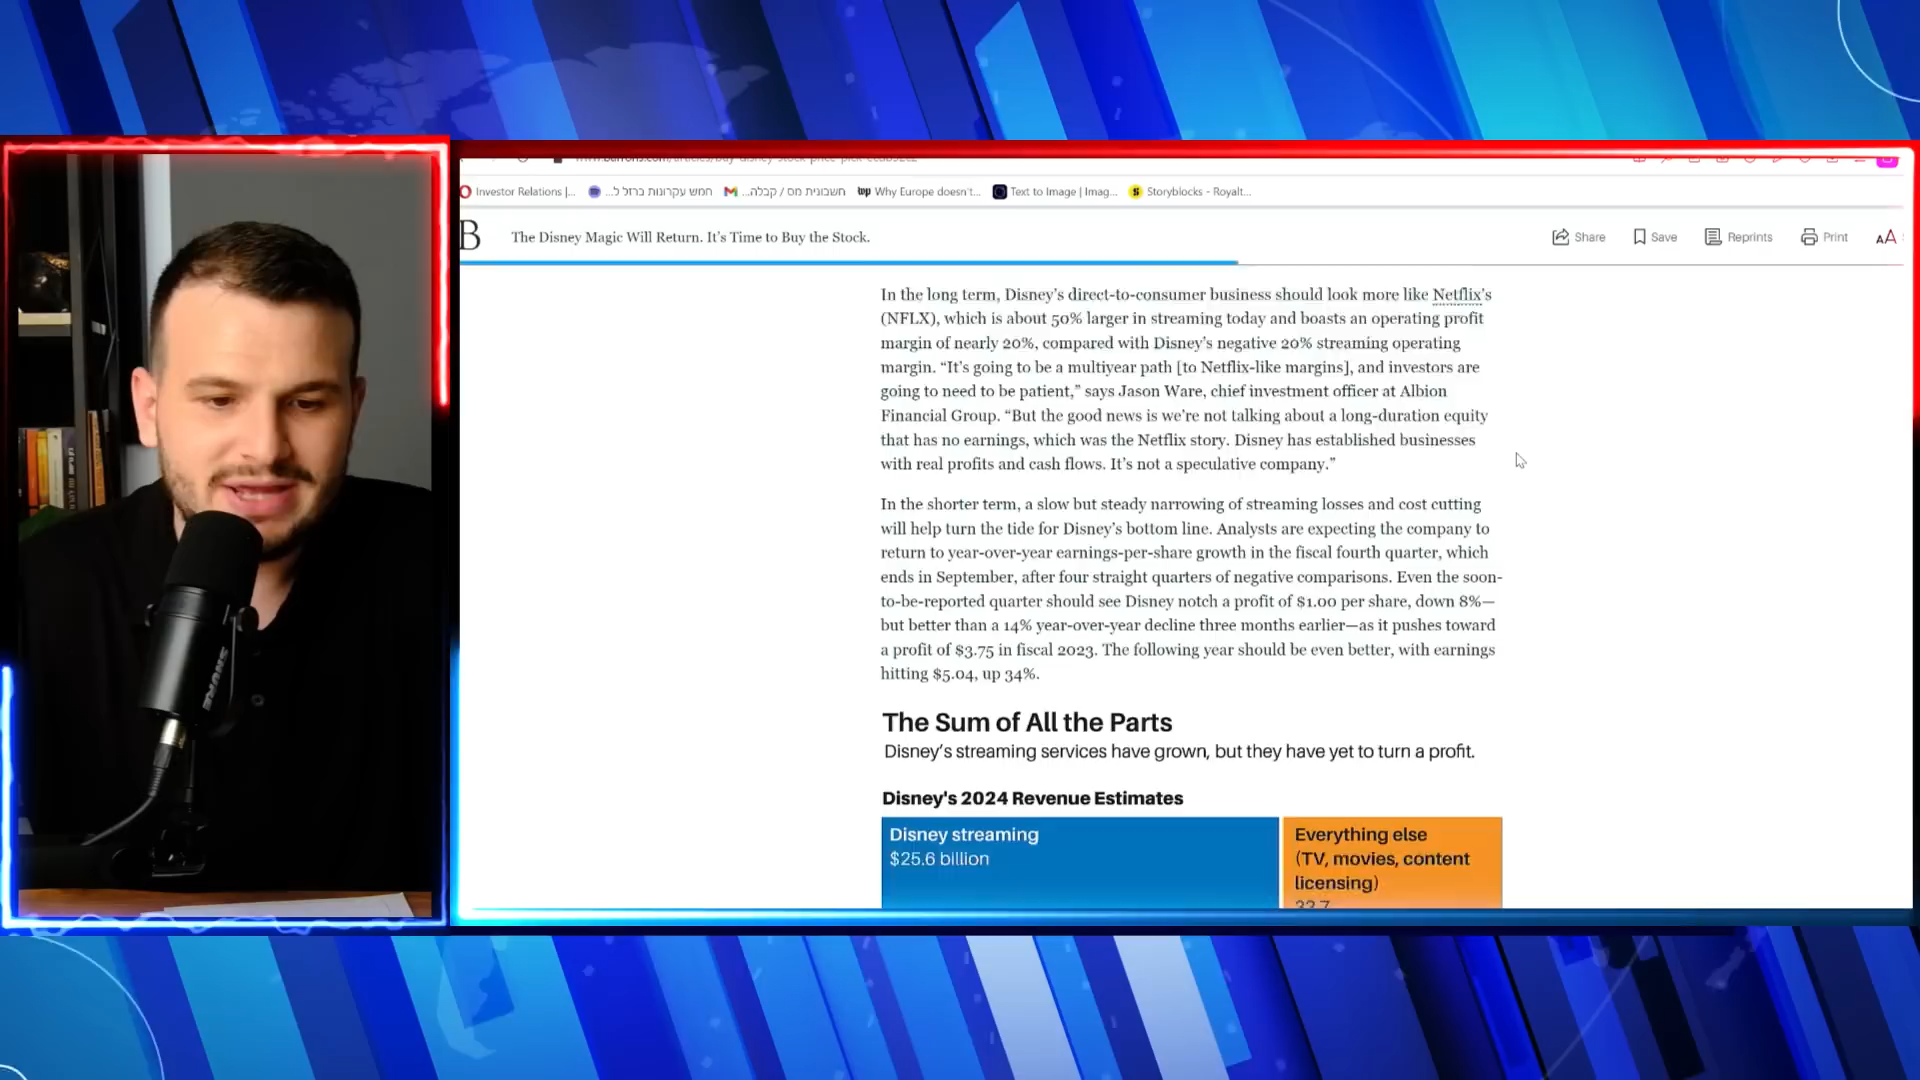 Investor Relations |...
חמש עקרונות ברזל ל...
חשבונית מס / קבלה...
wp Why Europe doesn't...
Text to Image | Imag...
S Storyblocks - Royalt...
B
The Disney Magic Will Return. It's Time to Buy the Stock.
Share
Save
Reprints
Print
AA
In the long term, Disney's direct-to-consumer business should look more like Netflix's
(NFLX), which is about 50% larger in streaming today and boasts an operating profit
margin of nearly 20%, compared with Disney's negative 20% streaming operating
margin. “It's going to be a multiyear path [to Netflix-like margins], and investors are
going to need to be patient,” says Jason Ware, chief investment officer at Albion
Financial Group. “But the good news is we're not talking about a long-duration equity
that has no earnings, which was the Netflix story. Disney has established businesses
with real profits and cash flows. It's not a speculative company.”
In the shorter term, a slow but steady narrowing of streaming losses and cost cutting
will help turn the tide for Disney's bottom line. Analysts are expecting the company to
return to year-over-year earnings-per-share growth in the fiscal fourth quarter, which
ends in September, after four straight quarters of negative comparisons. Even the soon-
to-be-reported quarter should see Disney notch a profit of $1.00 per share, down 8%—
but better than a 14% year-over-year decline three months earlier—as it pushes toward
a profit of $3.75 in fiscal 2023. The following year should be even better, with earnings
hitting $5.04, up 34%.
The Sum of All the Parts
Disney's streaming services have grown, but they have yet to turn a profit.
Disney's 2024 Revenue Estimates
Disney streaming
$25.6 billion
Everything else
(TV, movies, content
licensing)
SHURE